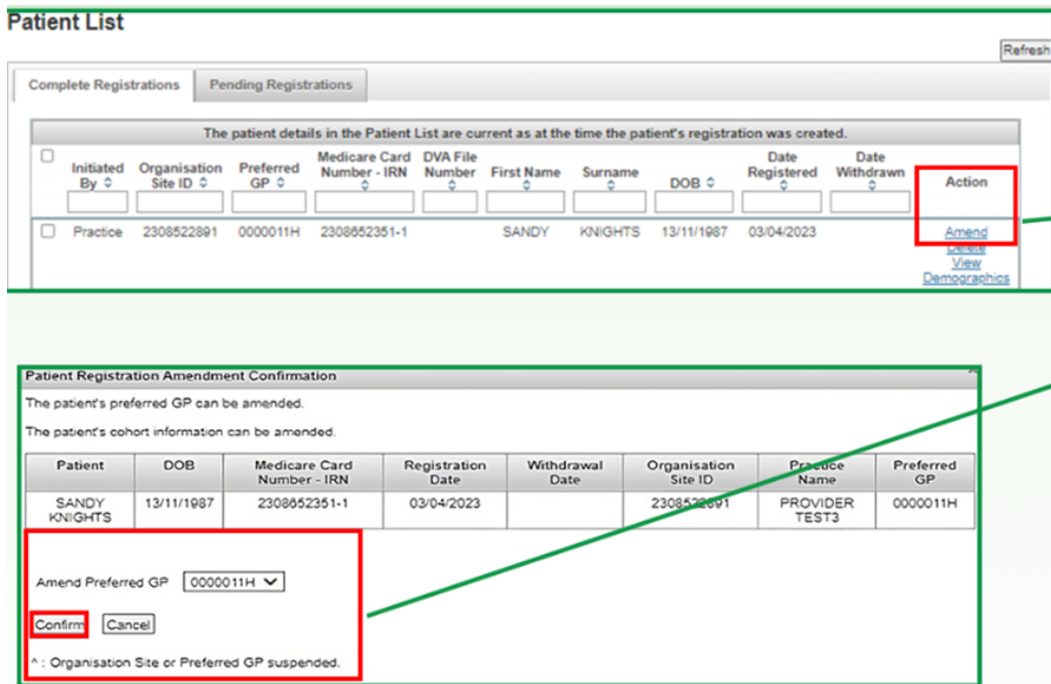 Patient List
Refresh
Complete Registrations Pending Registrations
The patient details in the Patient List are current as at the time the patient's registration was created.
Initiated By Organisation Site ID Preferred GP Medicare Card Number - IRN DVA File Number First Name Surname DOB Date Registered Date Withdrawn Action
Practice 2308522891 0000011H 2308652351-1 SANDY KNIGHTS 13/11/1987 03/04/2023 Amend
Delete
View
Demographics
Patient Registration Amendment Confirmation
The patient's preferred GP can be amended.
The patient's cohort information can be amended.
Patient DOB Medicare Card Number - IRN Registration Date Withdrawal Date Organisation Site ID Practice Name Preferred GP
SANDY KNIGHTS 13/11/1987 2308652351-1 03/04/2023 2308522891 PROVIDER TEST3 0000011H
Amend Preferred GP 0000011H
Confirm Cancel
^ : Organisation Site or Preferred GP suspended.